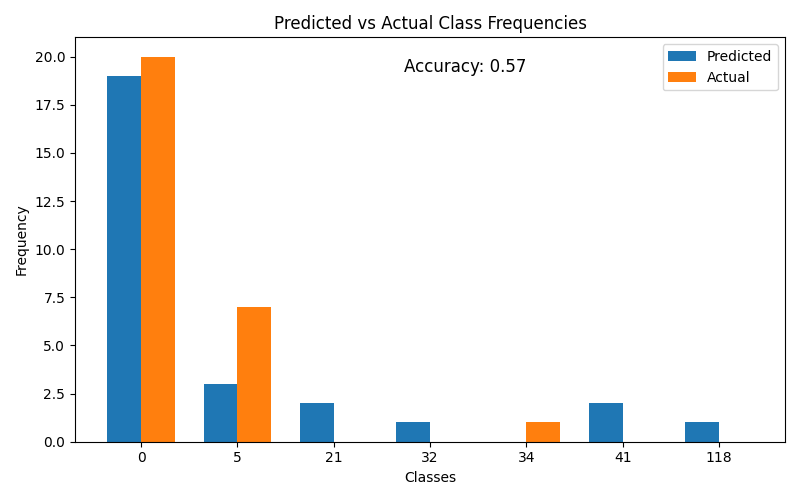 Predicted vs Actual Class Frequencies
Accuracy: 0.57
Predicted
Actual
Frequency
20.0
17.5
15.0
12.5
10.0
7.5
5.0
2.5
0.0
0 5 21 32 34 41 118
Classes